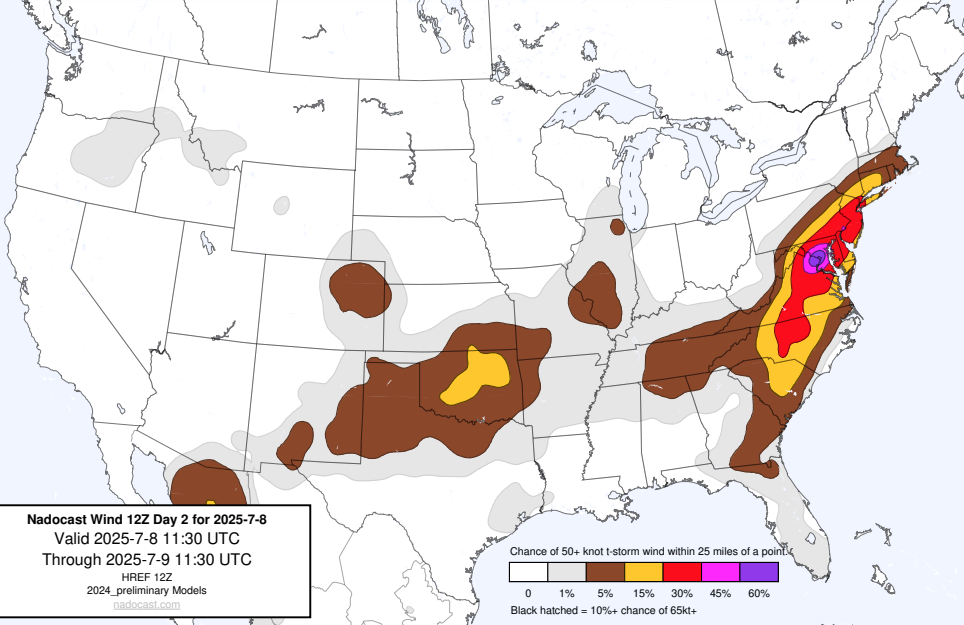 Nadocast Wind 12Z Day 2 for 2025-7-8
Valid 2025-7-8 11:30 UTC
Through 2025-7-9 11:30 UTC
HREF 12Z
2024_preliminary Models
nadocast.com
Chance of 50+ knot t-storm wind within 25 miles of a point.
0 1% 5% 15% 30% 45% 60%
Black hatched = 10%+ chance of 65kt+